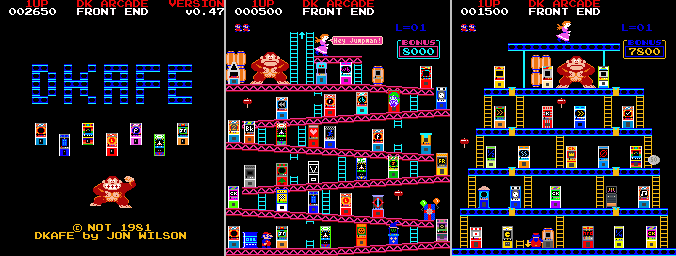 1UP DK ARCADE VERSION
002650 FRONT END v0.47
DKAFE
© NOT 1981
DKAFE by JON WILSON
1UP DK ARCADE
000500 FRONT END
L=01
Hey Jumpman!
BONUS
8000
1UP DK ARCADE
001500 FRONT END
L=01
BONUS
7800